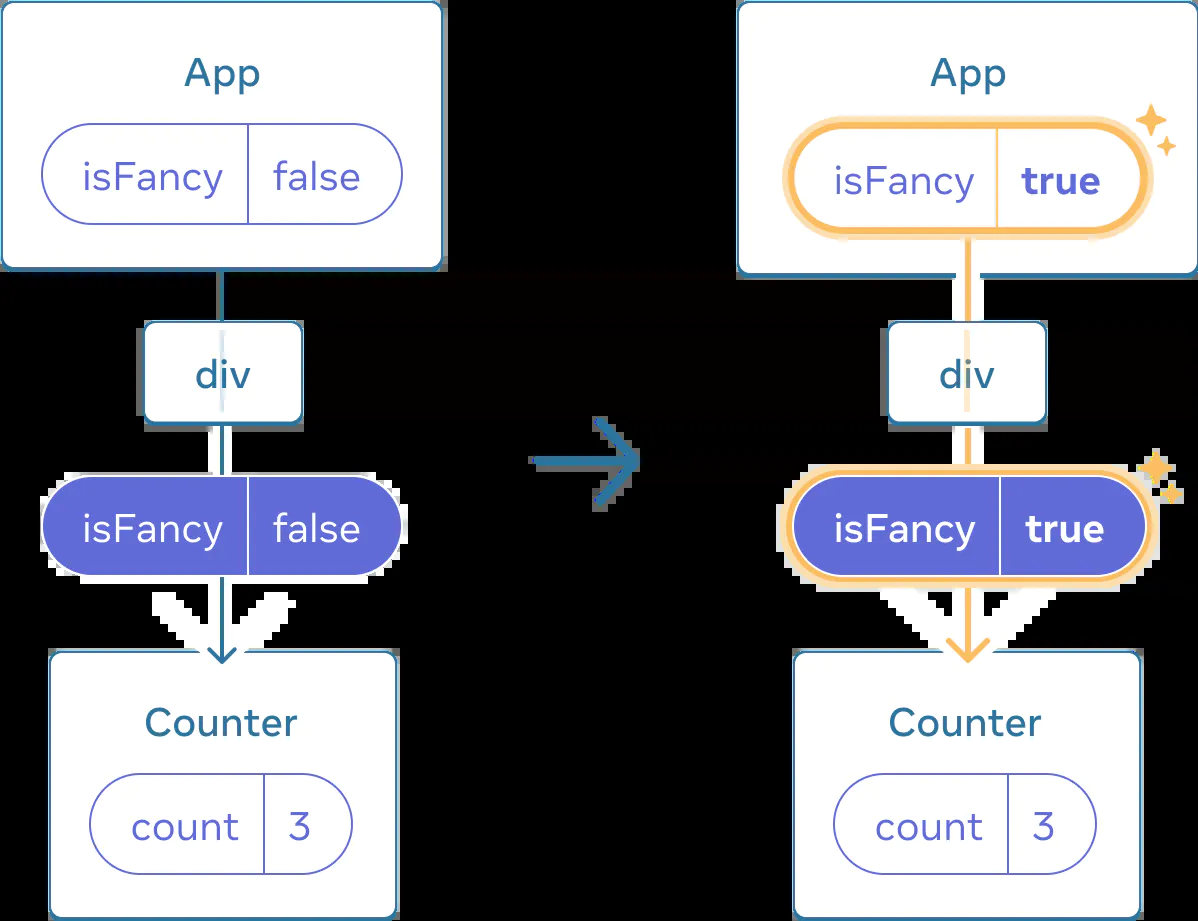 App
isFancy false
div
isFancy false
Counter
count 3
App
isFancy true
div
isFancy true
Counter
count 3